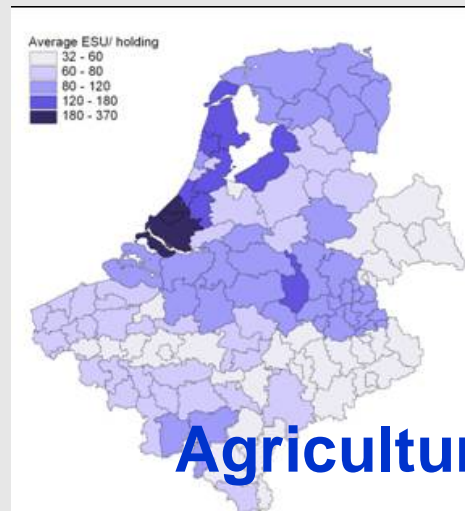 Average ESU/ holding
32 - 60
60 - 80
80 - 120
120 - 180
180 - 370
Agricultur